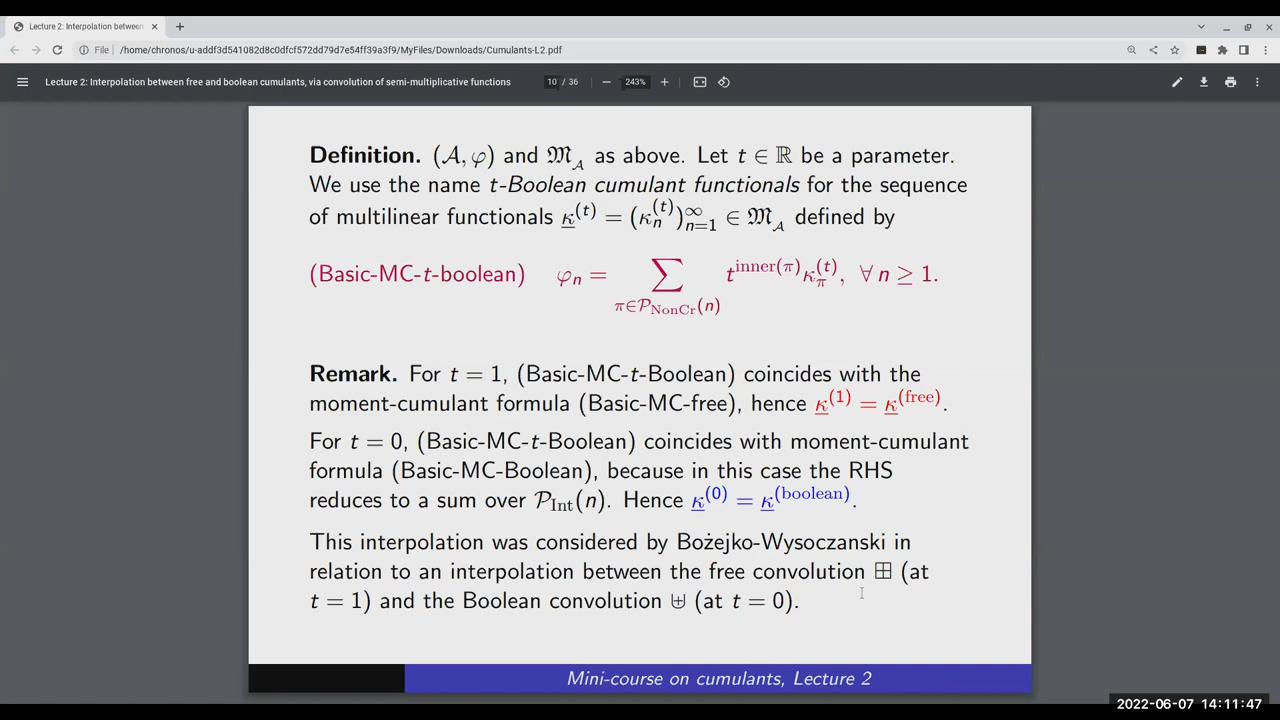 Lecture 2: Interpolation between
File /home/chronos/u-addf3d541082d8c0dfcf572dd79d7e54ff39a3f9/MyFiles/Downloads/Cumulants-L2.pdf
Lecture 2: Interpolation between free and boolean cumulants, via convolution of semi-multiplicative functions 10 / 36 − 243% +
Definition. (𝒜, φ) and 𝔐_𝒜 as above. Let t ∈ ℝ be a parameter.
We use the name t-Boolean cumulant functionals for the sequence
of multilinear functionals κ̲^(t) = (κ_n^(t))_{n=1}^∞ ∈ 𝔐_𝒜 defined by
(Basic-MC-t-boolean) φ_n = ∑_{π∈𝒫_NonCr(n)} t^{inner(π)} κ_π^(t), ∀ n ≥ 1.
Remark. For t = 1, (Basic-MC-t-Boolean) coincides with the
moment-cumulant formula (Basic-MC-free), hence κ̲^(1) = κ̲^(free).
For t = 0, (Basic-MC-t-Boolean) coincides with moment-cumulant
formula (Basic-MC-Boolean), because in this case the RHS
reduces to a sum over 𝒫_Int(n). Hence κ̲^(0) = κ̲^(boolean).
This interpolation was considered by Bożejko-Wysoczanski in
relation to an interpolation between the free convolution ⊞ (at
t = 1) and the Boolean convolution ⊎ (at t = 0).
Mini-course on cumulants, Lecture 2
2022-06-07 14:11:47